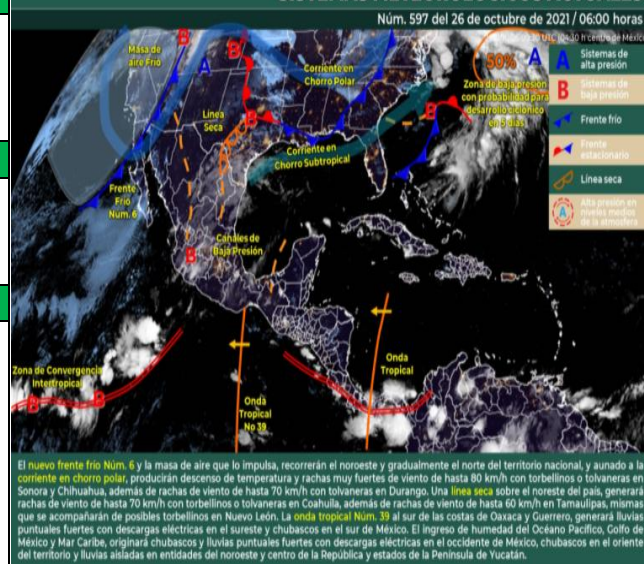 Núm. 597 del 26 de octubre de 2021 / 06:00 horas
UTC (04:30 h centro de México)
Masa de
aire Frío
B
B
A
Corriente en
Chorro Polar
50%
A
Zona de baja presión
con probabilidad para
desarrollo ciclónico
en 5 días
Línea
Seca
B
B
Corriente en
Chorro Subtropical
Frente
Frío
Núm. 6
Canales de
Baja Presión
B
Zona de Convergencia
Intertropical
B
B
Onda
Tropical
No 39
Onda
Tropical
A
Sistemas de
alta presión
B
Sistemas de
baja presión
Frente frío
Frente
estacionario
Línea seca
A
Alta presión en
niveles medios
de la atmósfera
El nuevo frente frío Núm. 6 y la masa de aire que lo impulsa, recorrerán el noroeste y gradualmente el norte del territorio nacional, y aunado a la
corriente en chorro polar, producirán descenso de temperatura y rachas muy fuertes de viento de hasta 80 km/h con torbellinos o tolvaneras en
Sonora y Chihuahua, además de rachas de viento de hasta 70 km/h con tolvaneras en Durango. Una línea seca sobre el noreste del país, generará
rachas de viento de hasta 70 km/h con torbellinos o tolvaneras en Coahuila, además de rachas de viento de hasta 60 km/h en Tamaulipas, mismas
que se acompañarán de posibles torbellinos en Nuevo León. La onda tropical Núm. 39 al sur de las costas de Oaxaca y Guerrero, generará lluvias
puntuales fuertes con descargas eléctricas en el sureste y chubascos en el sur de México. El ingreso de humedad del Océano Pacífico, Golfo de
México y Mar Caribe, originará chubascos y lluvias puntuales fuertes con descargas eléctricas en el occidente de México, chubascos en el oriente
del territorio y lluvias aisladas en entidades del noroeste y centro de la República y estados de la Península de Yucatán.